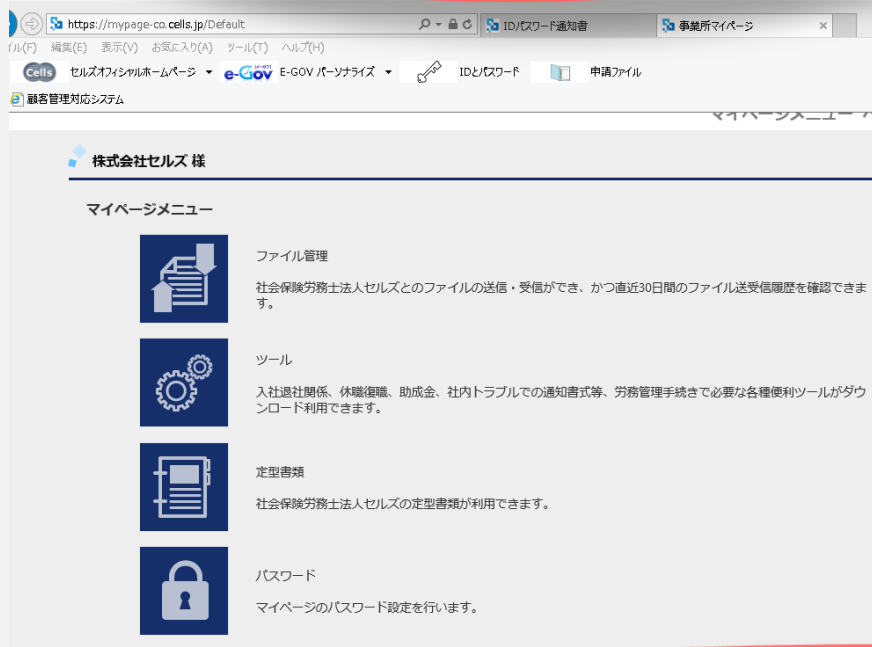 https://mypage-co.cells.jp/Default
ID/パスワード通知書
事業所マイページ
イル(F) 編集(E) 表示(V) お気に入り(A) ツール(T) ヘルプ(H)
Cells セルズオフィシャルホームページ e-Gov E-GOV パーソナライズ IDとパスワード 申請ファイル
顧客管理対応システム
マイページメニュー
株式会社セルズ 様
マイページメニュー
ファイル管理
社会保険労務士法人セルズとのファイルの送信・受信ができ、かつ直近30日間のファイル送受信履歴を確認できま
す。
ツール
入社退社関係、休職復職、助成金、社内トラブルでの通知書式等、労務管理手続きで必要な各種便利ツールがダウ
ンロード利用できます。
定型書類
社会保険労務士法人セルズの定型書類が利用できます。
パスワード
マイページのパスワード設定を行います。